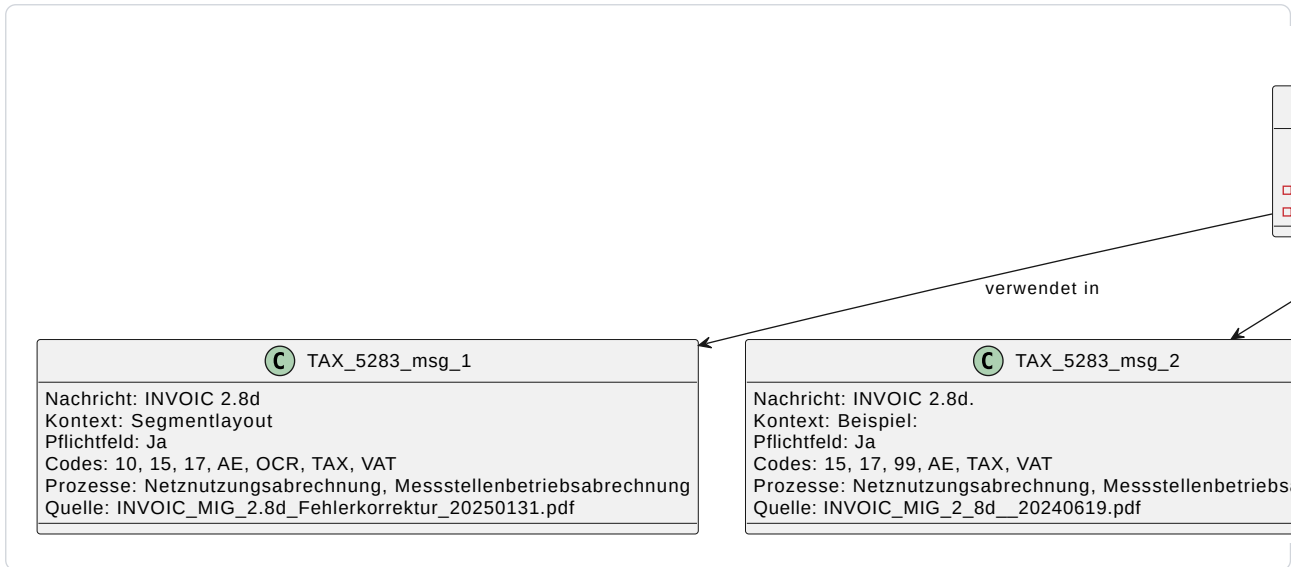 verwendet in
C TAX_5283_msg_1
Nachricht: INVOIC 2.8d
Kontext: Segmentlayout
Pflichtfeld: Ja
Codes: 10, 15, 17, AE, OCR, TAX, VAT
Prozesse: Netznutzungsabrechnung, Messstellenbetriebsabrechnung
Quelle: INVOIC_MIG_2.8d_Fehlerkorrektur_20250131.pdf
C TAX_5283_msg_2
Nachricht: INVOIC 2.8d.
Kontext: Beispiel:
Pflichtfeld: Ja
Codes: 15, 17, 99, AE, TAX, VAT
Prozesse: Netznutzungsabrechnung,
Quelle: INVOIC_MIG_2_8d__20240619.pdf